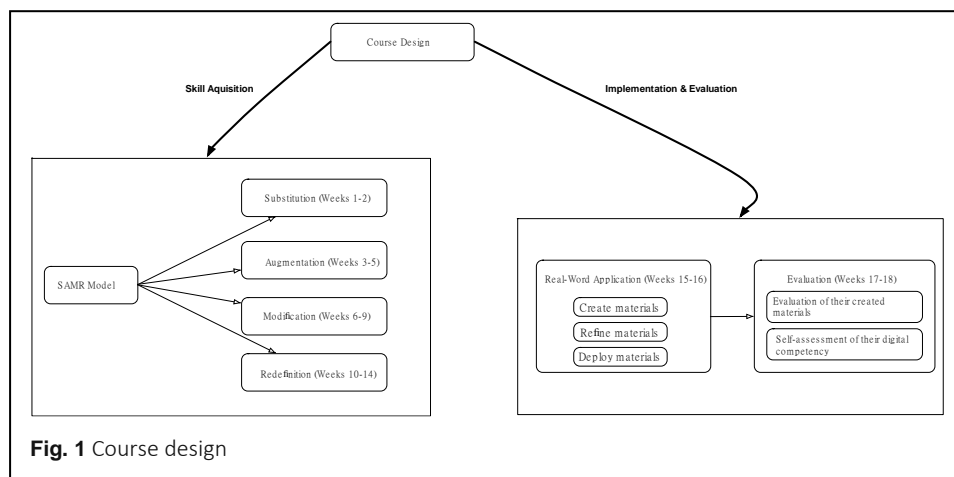 Course Design
Skill Aquisition
Implementation & Evaluation
SAMR Model
Substitution (Weeks 1-2)
Augmentation (Weeks 3-5)
Modification (Weeks 6-9)
Redefinition (Weeks 10-14)
Real-Word Application (Weeks 15-16)
Create materials
Refine materials
Deploy materials
Evaluation (Weeks 17-18)
Evaluation of their created
materials
Self-assessment of their digital
competency
Fig. 1 Course design